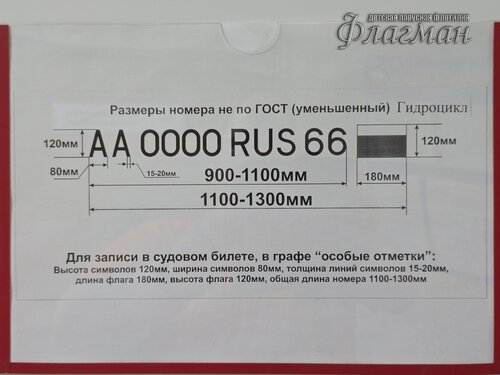 детская парусная флотилия
Флагман
Размеры номера не по ГОСТ (уменьшенный) Гидроцикл
120мм AA 0000 RUS 66 120мм
80мм 15-20мм 900-1100мм 180мм
1100-1300мм
Для записи в судовом билете, в графе “особые отметки”:
Высота символов 120мм, ширина символов 80мм, толщина линий символов 15-20мм,
длина флага 180мм, высота флага 120мм, общая длина номера 1100-1300мм